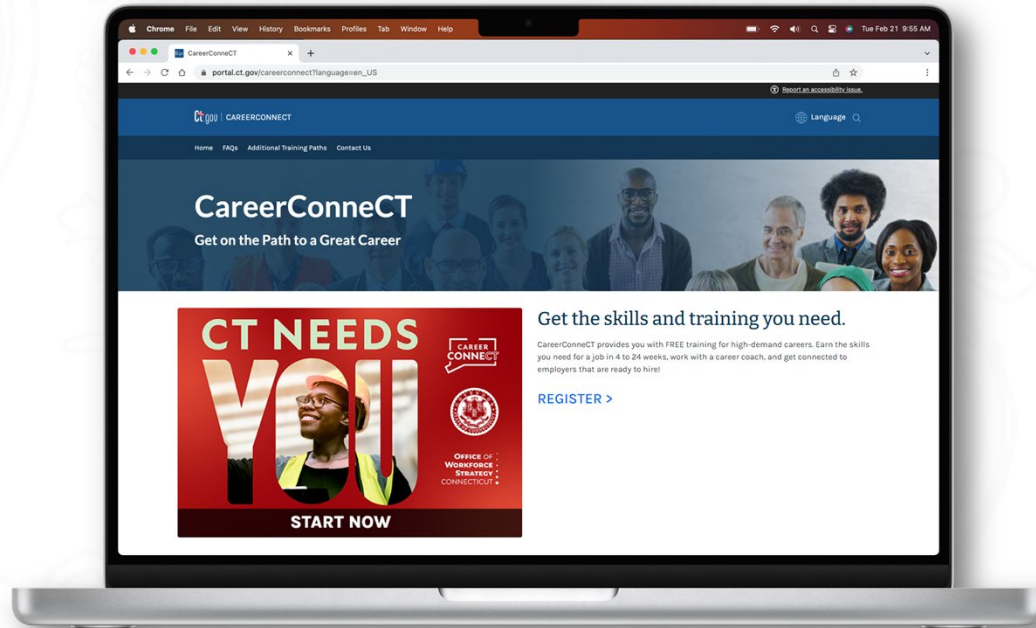 Chrome File Edit View History Bookmarks Profiles Tab Window Help Tue Feb 21 9:55 AM
CareerConneCT
portal.ct.gov/careerconnect?language=en_US
Report an accessibility issue.
Ct gov | CAREERCONNECT Language
Home FAQs Additional Training Paths Contact Us
CareerConneCT
Get on the Path to a Great Career
CT NEEDS
YOU
CAREER
CONNECT
OFFICE OF
WORKFORCE
STRATEGY
CONNECTICUT
START NOW
Get the skills and training you need.
CareerConneCT provides you with FREE training for high-demand careers. Earn the skills
you need for a job in 4 to 24 weeks, work with a career coach, and get connected to
employers that are ready to hire!
REGISTER >